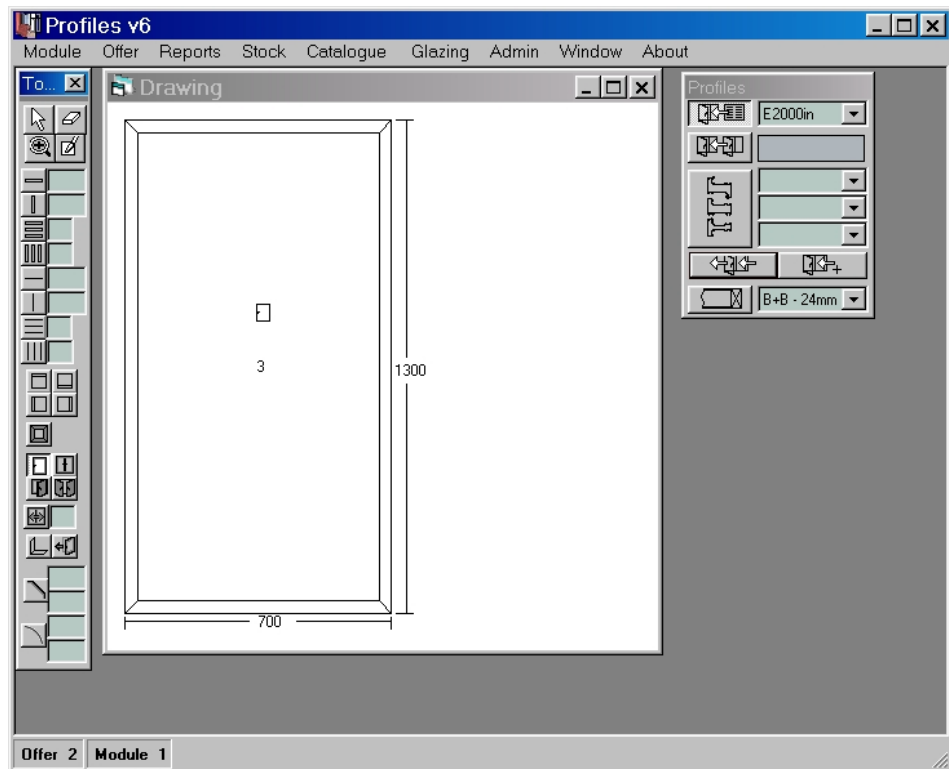 Profiles v6
Module Offer Reports Stock Catalogue Glazing Admin Window About
To...
Drawing
Profiles
E2000in
3
1300
700
B+B - 24mm
Offer 2 Module 1